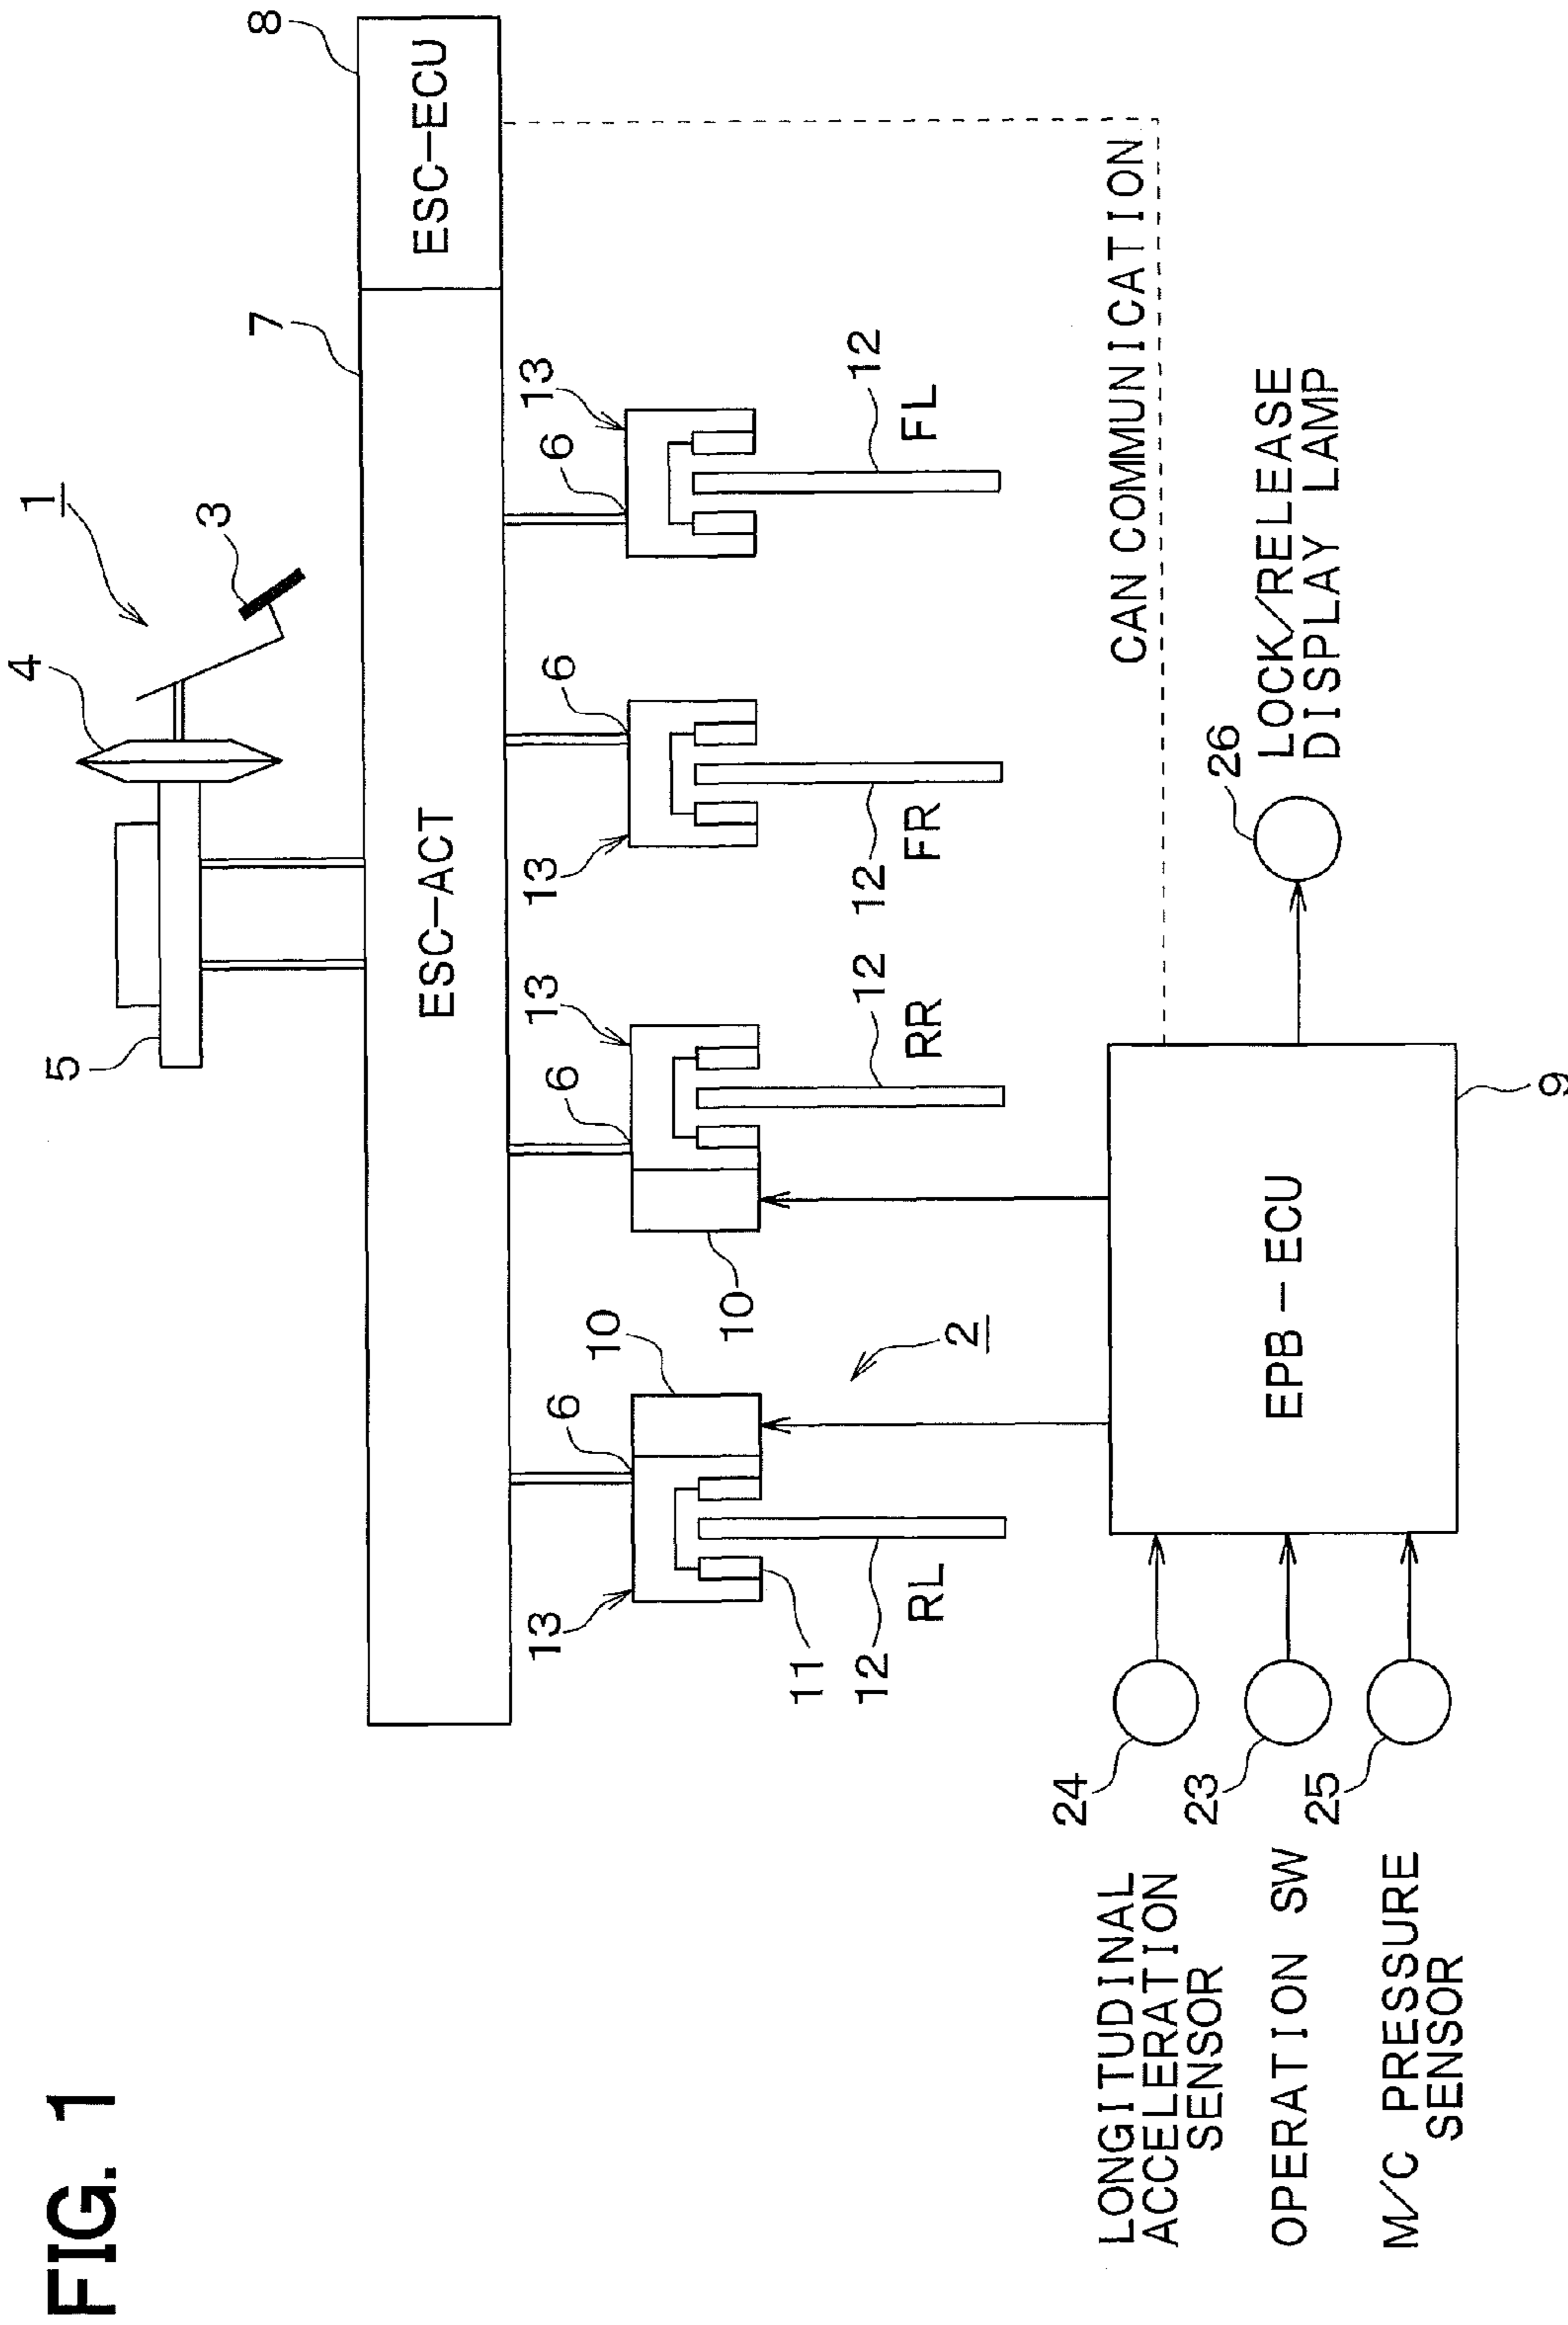 FIG. 1
1
4
3
5
7
8
ESC-ACT
ESC-ECU
13
6
10
6
13
6
6
13
13
10
11
12
RL
2
12
RR
12
FR
12
FL
CAN COMMUNICATION
LONGITUDINAL
ACCELERATION
SENSOR
24
OPERATION SW
23
M/C PRESSURE
SENSOR
25
EPB-ECU
9
26
LOCK/RELEASE
DISPLAY LAMP